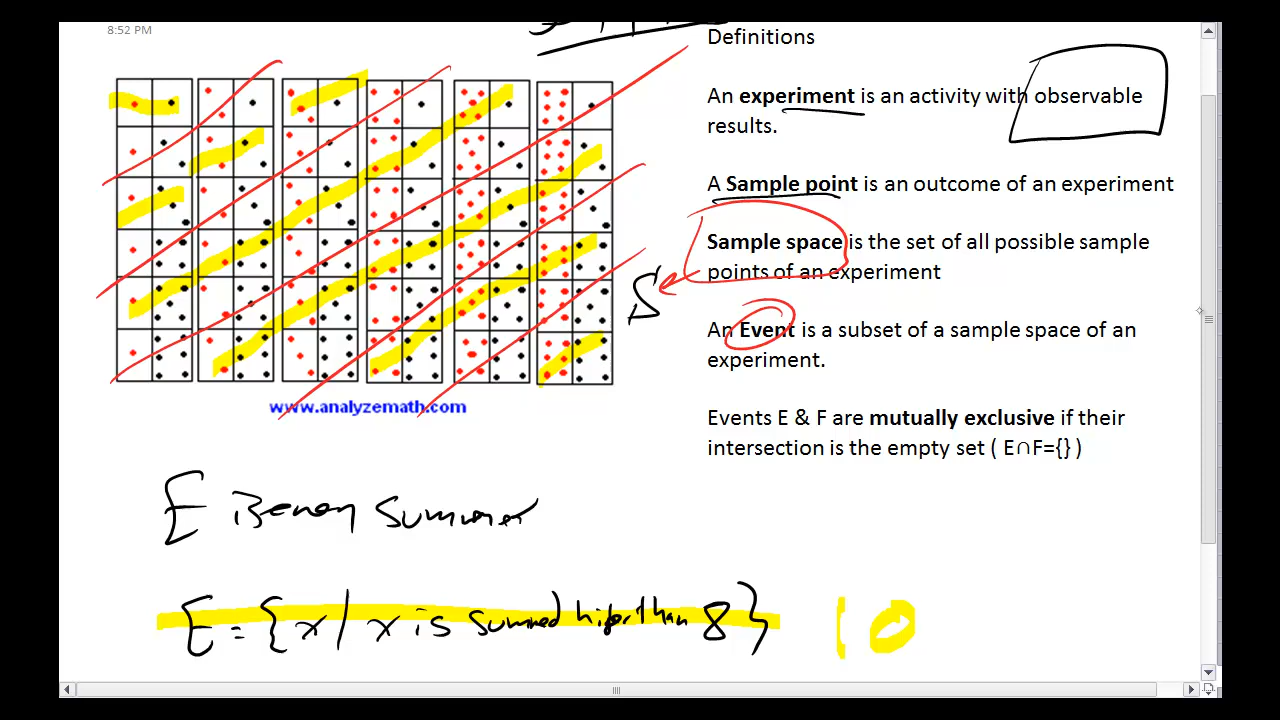 8:52 PM
Definitions
An experiment is an activity with observable
results.
A Sample point is an outcome of an experiment
Sample space is the set of all possible sample
points of an experiment
S
An Event is a subset of a sample space of an
experiment.
www.analyzemath.com
Events E & F are mutually exclusive if their
intersection is the empty set ( E∩F={} )
E
E = {x | x is summed higher than 8} 10